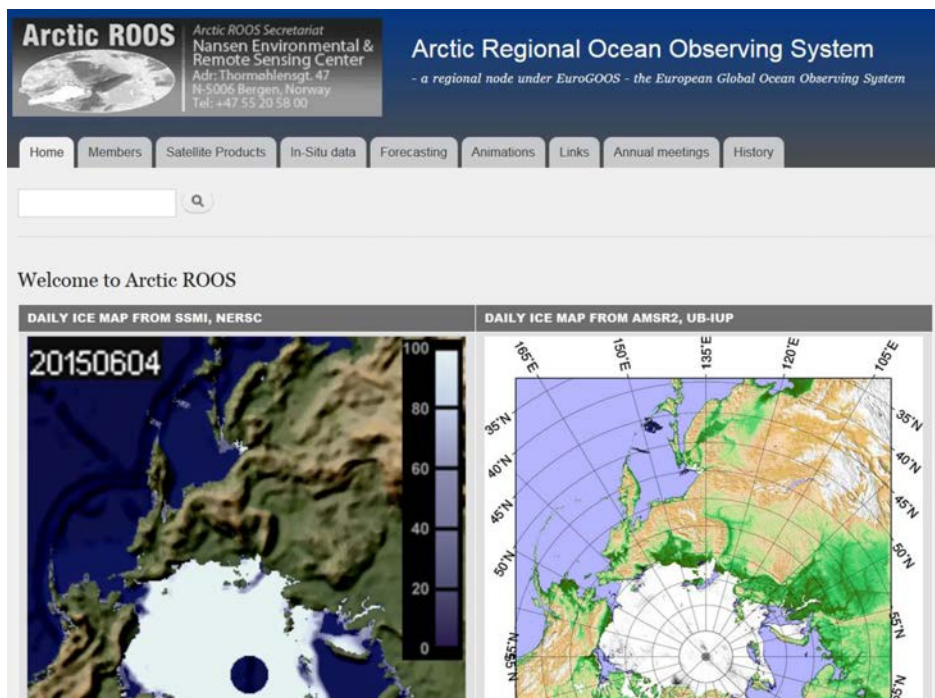 Arctic ROOS
Arctic ROOS Secretariat
Nansen Environmental &
Remote Sensing Center
Adr: Thormøhlensgt. 47
N-5006 Bergen, Norway
Tel: +47 55 20 58 00
Arctic Regional Ocean Observing System
- a regional node under EuroGOOS - the European Global Ocean Observing System
Home Members Satellite Products In-Situ data Forecasting Animations Links Annual meetings History
Welcome to Arctic ROOS
DAILY ICE MAP FROM SSMI, NERSC
20150604
100
80
60
40
20
0
DAILY ICE MAP FROM AMSR2, UB-IUP
165°E 150°E 135°E 120°E 105°E
35°N
40°N
45°N
50°N
55°N
35°N
40°N
45°N
50°N
55°N